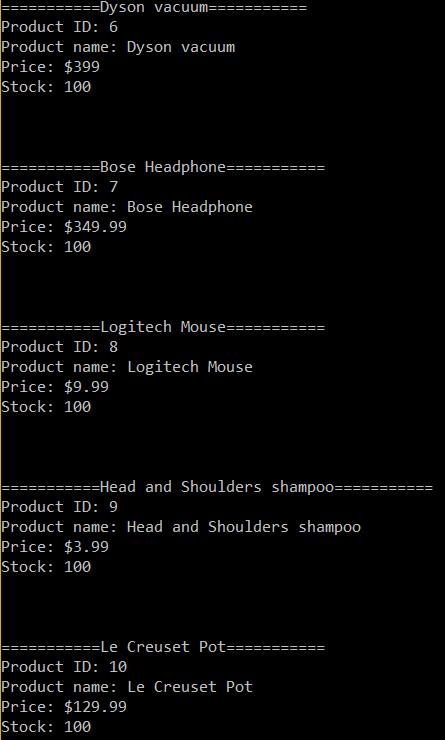 ===========Dyson vacuum===========
Product ID: 6
Product name: Dyson vacuum
Price: $399
Stock: 100
===========Bose Headphone===========
Product ID: 7
Product name: Bose Headphone
Price: $349.99
Stock: 100
===========Logitech Mouse===========
Product ID: 8
Product name: Logitech Mouse
Price: $9.99
Stock: 100
===========Head and Shoulders shampoo===========
Product ID: 9
Product name: Head and Shoulders shampoo
Price: $3.99
Stock: 100
===========Le Creuset Pot===========
Product ID: 10
Product name: Le Creuset Pot
Price: $129.99
Stock: 100